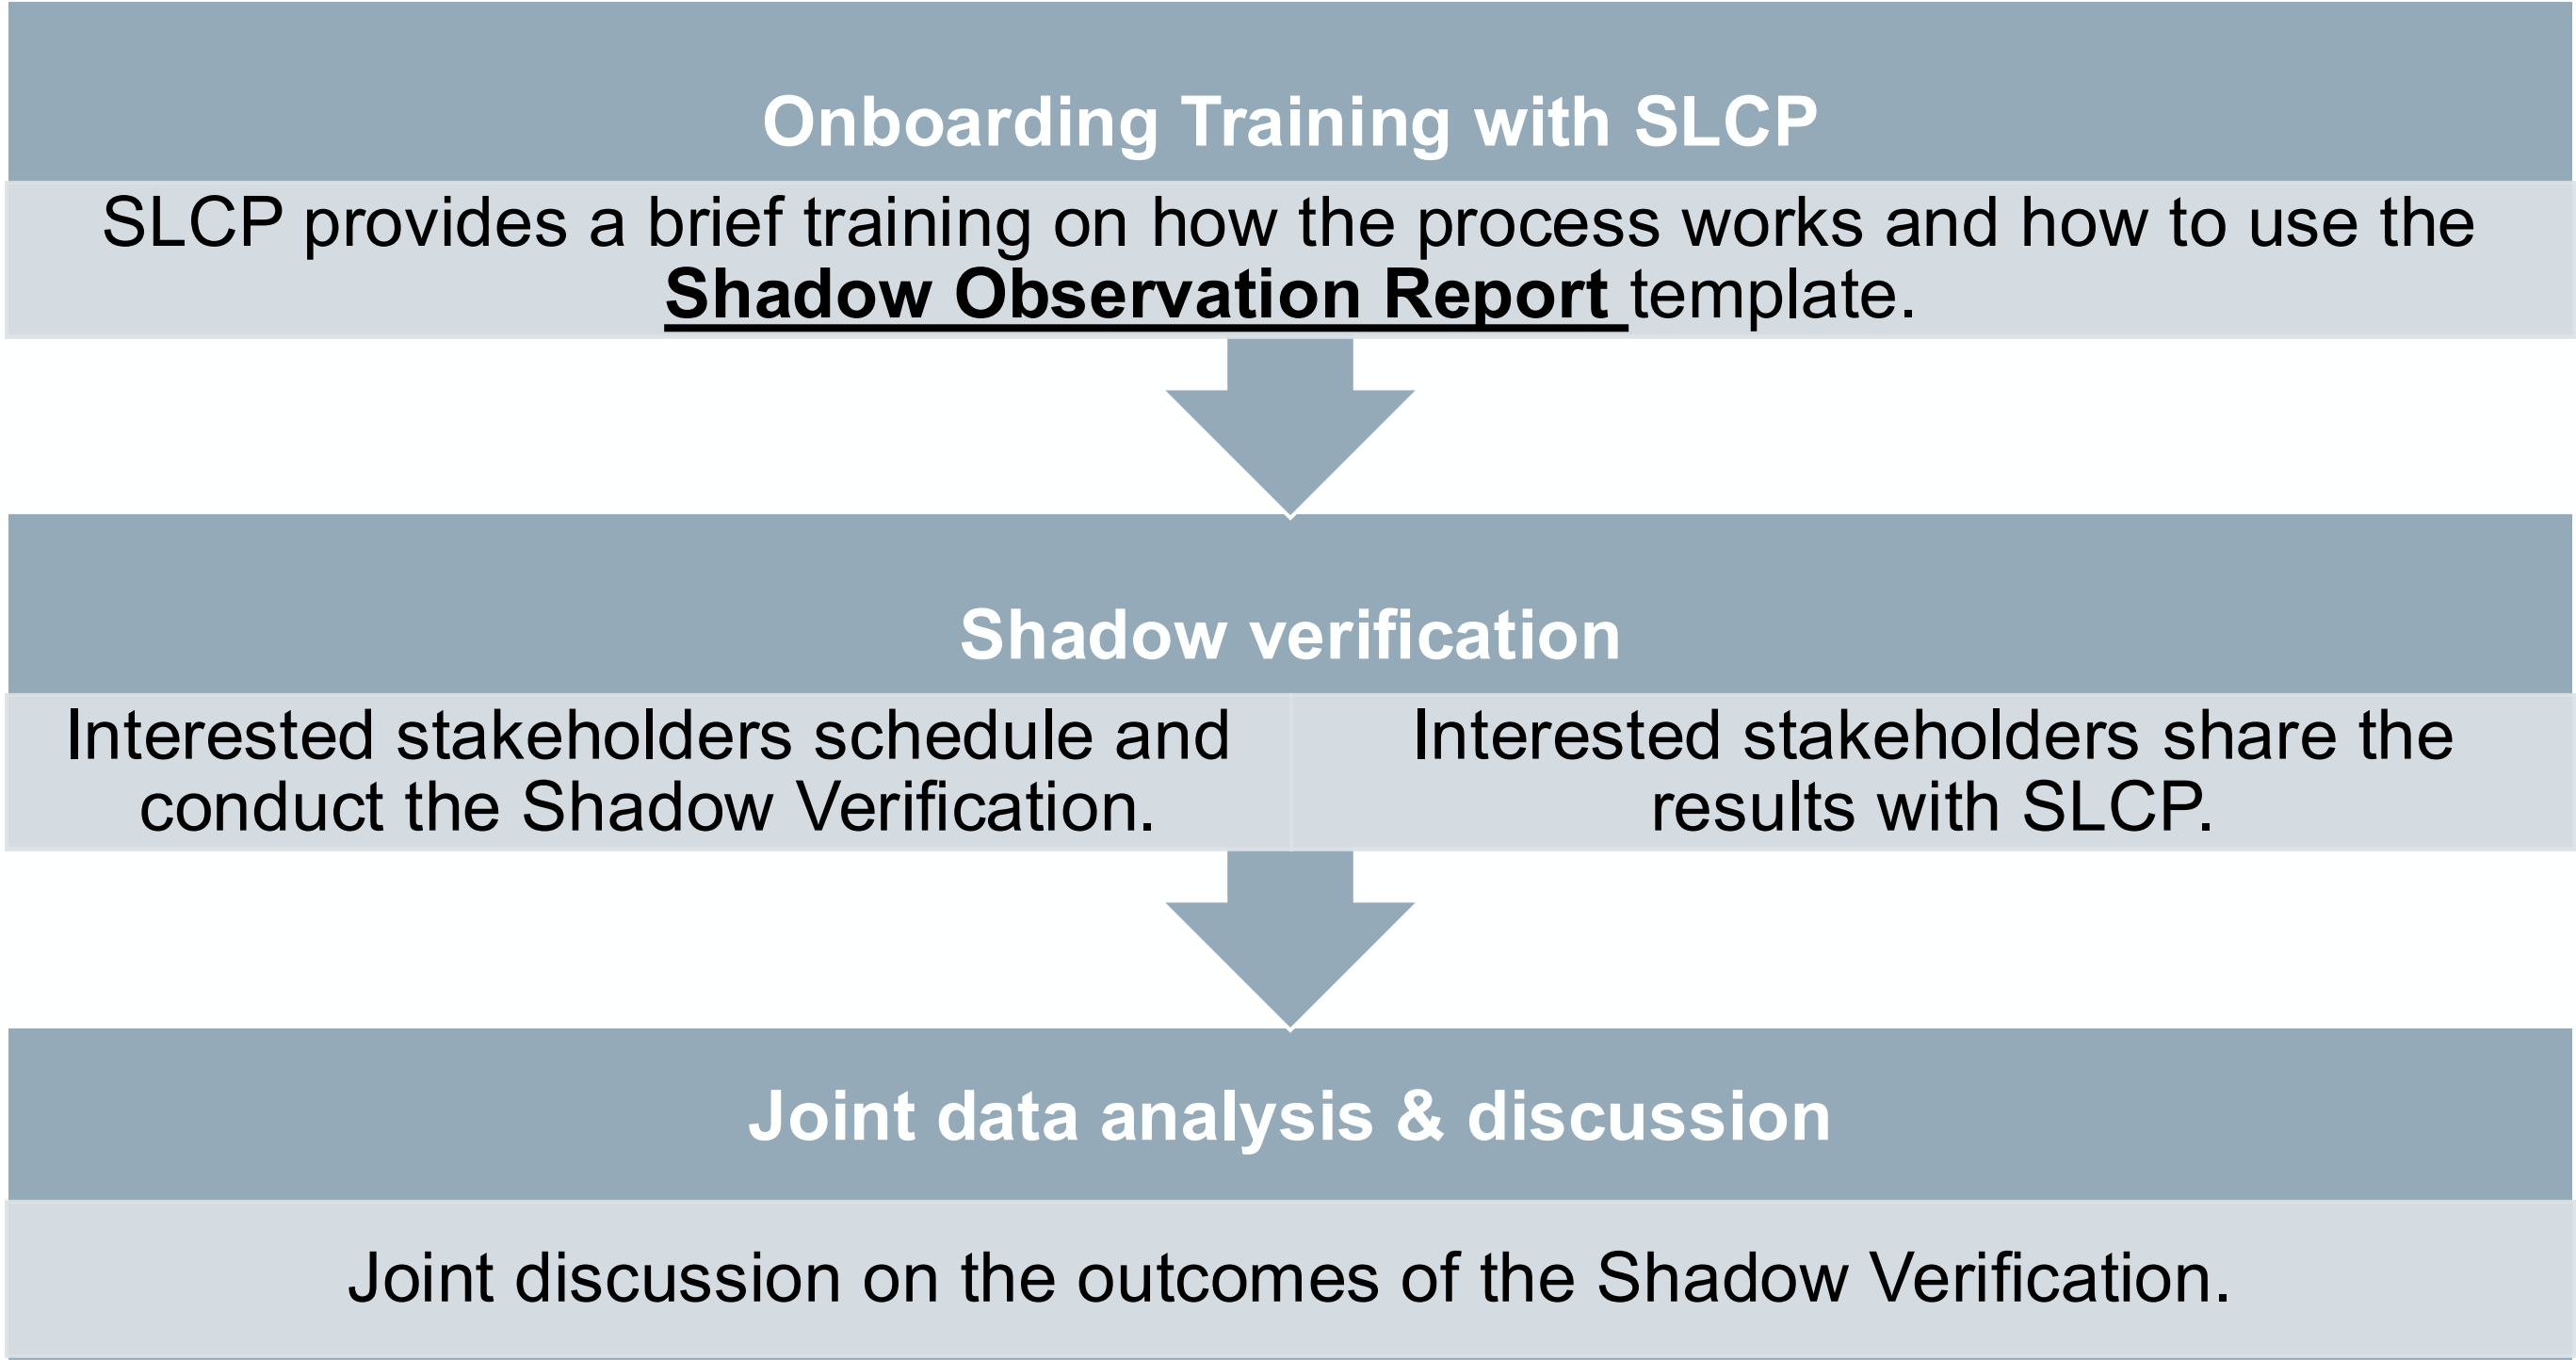 Onboarding Training with SLCP
SLCP provides a brief training on how the process works and how to use the
Shadow Observation Report template.
Shadow verification
Interested stakeholders schedule and
conduct the Shadow Verification.
Interested stakeholders share the
results with SLCP.
Joint data analysis & discussion
Joint discussion on the outcomes of the Shadow Verification.